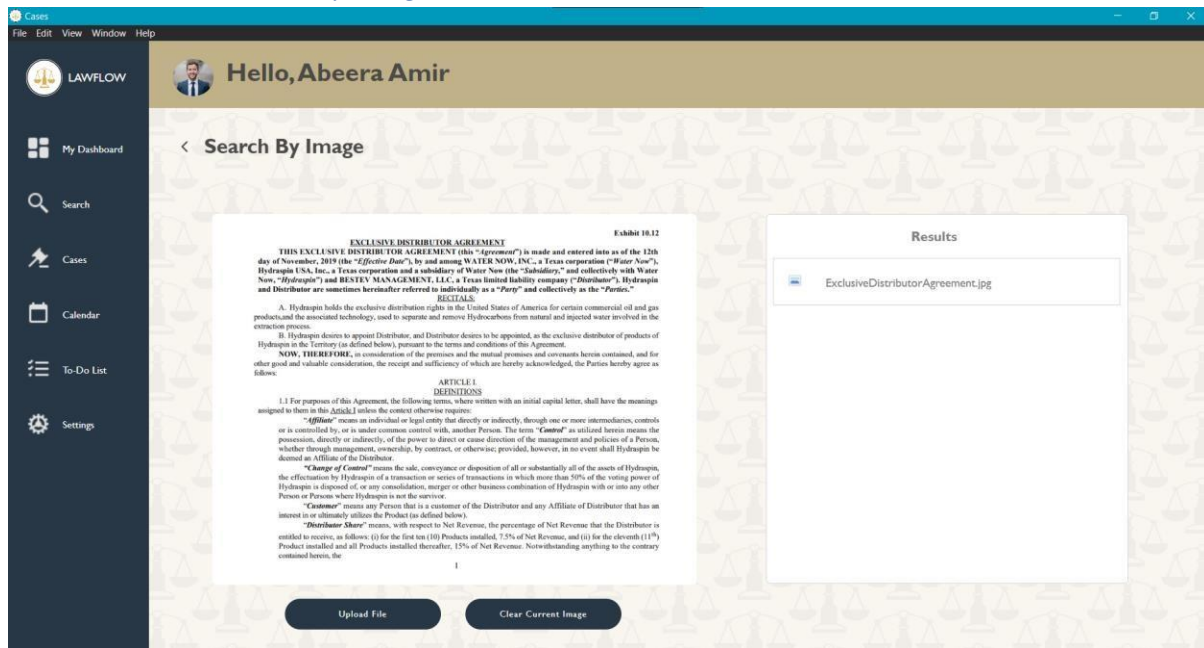 Cases
File Edit View Window Help
LAWFLOW
Hello, Abeera Amir
My Dashboard
Search
Cases
Calendar
To-Do List
Settings
< Search By Image
Exhibit 10.12
EXCLUSIVE DISTRIBUTOR AGREEMENT
THIS EXCLUSIVE DISTRIBUTOR AGREEMENT (this "Agreement") is made and entered into as of the 12th
day of November, 2019 (the "Effective Date"), by and among WATER NOW, INC., a Texas corporation ("Water Now"),
Hydraspin USA, Inc., a Texas corporation and a subsidiary of Water Now (the "Subsidiary," and collectively with Water
Now, "Hydraspin") and BESTEV MANAGEMENT, LLC, a Texas limited liability company ("Distributor"). Hydraspin
and Distributor are sometimes hereinafter referred to individually as a "Party" and collectively as the "Parties."
RECITALS:
A. Hydraspin holds the exclusive distribution rights in the United States of America for certain commercial oil and gas
products,and the associated technology, used to separate and remove Hydrocarbons from natural and injected water involved in the
extraction process.
B. Hydraspin desires to appoint Distributor, and Distributor desires to be appointed, as the exclusive distributor of products of
Hydraspin in the Territory (as defined below), pursuant to the terms and conditions of this Agreement.
NOW, THEREFORE, in consideration of the premises and the mutual promises and covenants herein contained, and for
other good and valuable consideration, the receipt and sufficiency of which are hereby acknowledged, the Parties hereby agree as
follows:
ARTICLE I.
DEFINITIONS
1.1 For purposes of this Agreement, the following terms, where written with an initial capital letter, shall have the meanings
assigned to them in this Article I unless the context otherwise requires:
"Affiliate" means an individual or legal entity that directly or indirectly, through one or more intermediaries, controls
or is controlled by, or is under common control with, another Person. The term "Control" as utilized herein means the
possession, directly or indirectly, of the power to direct or cause direction of the management and policies of a Person,
whether through management, ownership, by contract, or otherwise; provided, however, in no event shall Hydraspin be
deemed an Affiliate of the Distributor.
"Change of Control" means the sale, conveyance or disposition of all or substantially all of the assets of Hydraspin,
the effectuation by Hydraspin of a transaction or series of transactions in which more than 50% of the voting power of
Hydraspin is disposed of, or any consolidation, merger or other business combination of Hydraspin with or into any other
Person or Persons where Hydraspin is not the survivor.
"Customer" means any Person that is a customer of the Distributor and any Affiliate of Distributor that has an
interest in or ultimately utilizes the Product (as defined below).
"Distributor Share" means, with respect to Net Revenue, the percentage of Net Revenue that the Distributor is
entitled to receive, as follows: (i) for the first ten (10) Products installed, 7.5% of Net Revenue, and (ii) for the eleventh (11th)
Product installed and all Products installed thereafter, 15% of Net Revenue. Notwithstanding anything to the contrary
contained herein, the
1
Upload File
Clear Current Image
Results
ExclusiveDistributorAgreement.jpg